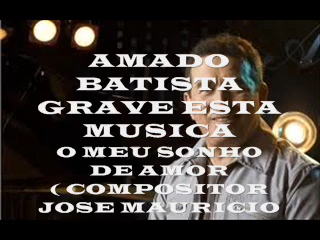 AMADO
BATISTA
GRAVE ESTA
MUSICA
O MEU SONHO
DE AMOR
( COMPOSITOR
JOSE MAURICIO